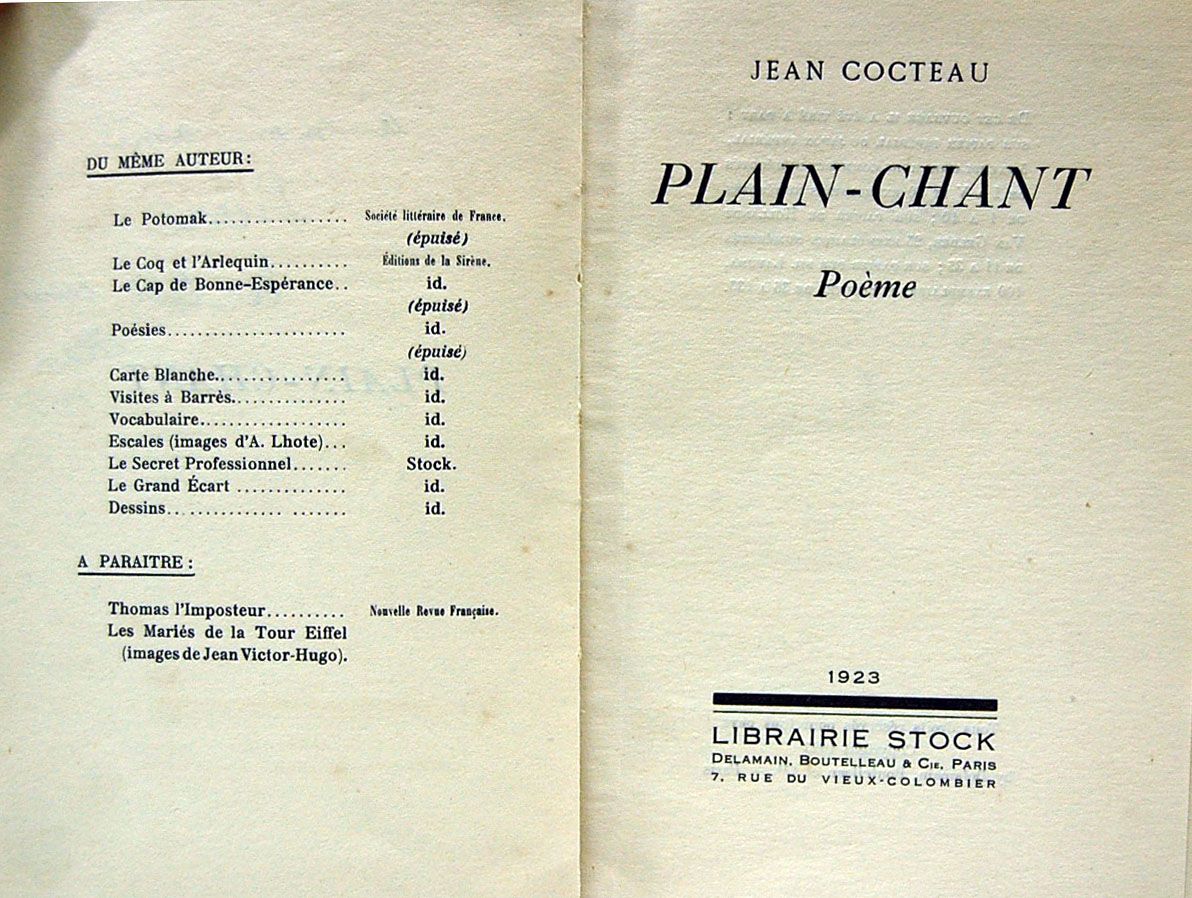 DU MÊME AUTEUR:
Le Potomak.................. Société littéraire de France.
(épuisé)
Le Coq et l'Arlequin.......... Éditions de la Sirène.
Le Cap de Bonne-Espérance.. id.
(épuisé)
Poésies....................... id.
(épuisé)
Carte Blanche................. id.
Visites à Barrès............... id.
Vocabulaire................... id.
Escales (images d'A. Lhote)... id.
Le Secret Professionnel....... Stock.
Le Grand Écart .............. id.
Dessins.. ............ ....... id.
A PARAITRE :
Thomas l'Imposteur.......... Nouvelle Revue Française.
Les Mariés de la Tour Eiffel
(images de Jean Victor-Hugo).
JEAN COCTEAU
PLAIN-CHANT
Poème
1923
LIBRAIRIE STOCK
DELAMAIN, BOUTELLEAU & CIE, PARIS
7, RUE DU VIEUX-COLOMBIER